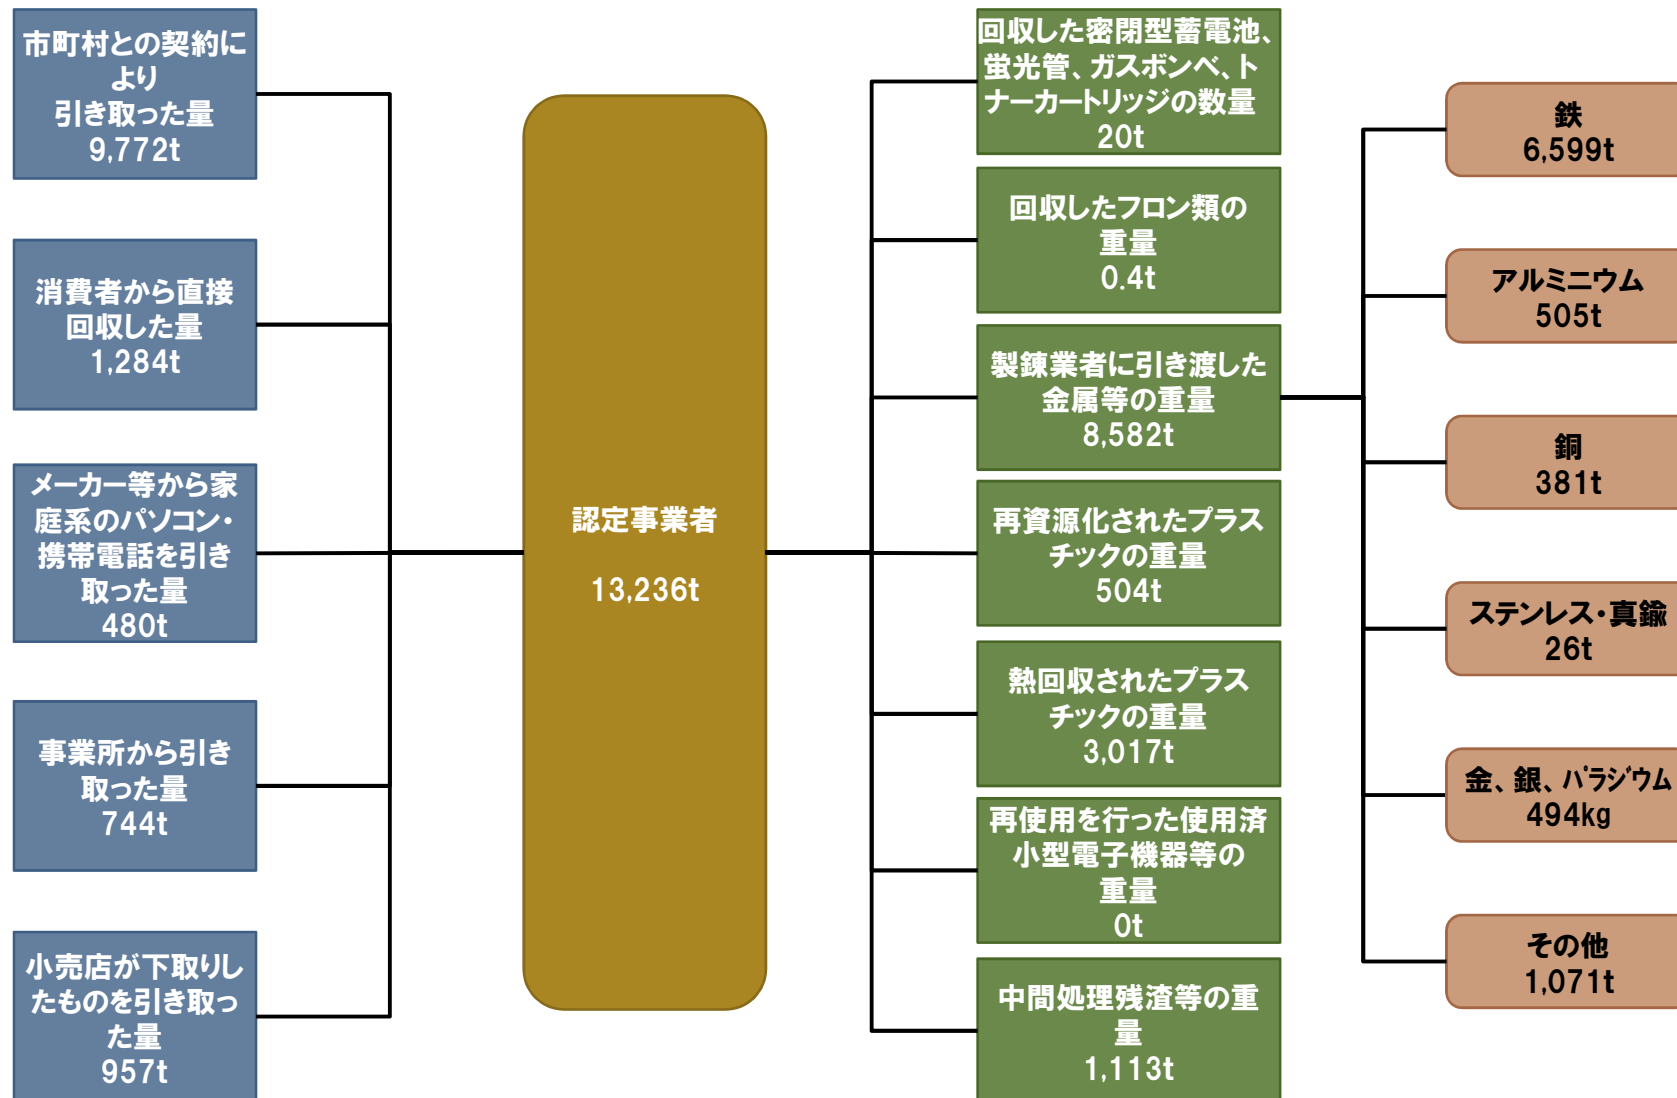 市町村との契約に
より
引き取った量
9,772t
消費者から直接
回収した量
1,284t
メーカー等から家
庭系のパソコン・
携帯電話を引き
取った量
480t
事業所から引き
取った量
744t
小売店が下取りし
たものを引き取っ
た量
957t
認定事業者
13,236t
回収した密閉型蓄電池、
蛍光管、ガスボンベ、ト
ナーカートリッジの数量
20t
回収したフロン類の
重量
0.4t
製錬業者に引き渡した
金属等の重量
8,582t
再資源化されたプラス
チックの重量
504t
熱回収されたプラス
チックの重量
3,017t
再使用を行った使用済
小型電子機器等の
重量
0t
中間処理残渣等の重
量
1,113t
鉄
6,599t
アルミニウム
505t
銅
381t
ステンレス・真鍮
26t
金、銀、パラジウム
494kg
その他
1,071t